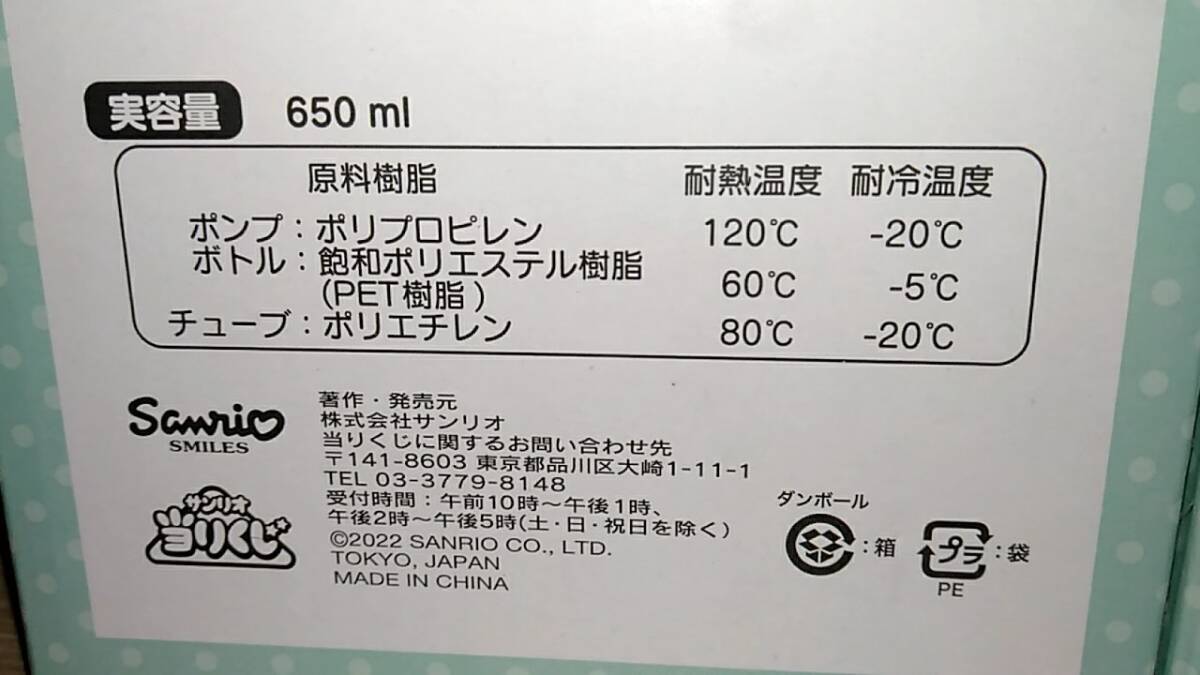 実容量 650 ml
原料樹脂 耐熱温度 耐冷温度
ポンプ：ポリプロピレン 120℃ -20℃
ボトル：飽和ポリエステル樹脂
(PET樹脂) 60℃ -5℃
チューブ：ポリエチレン 80℃ -20℃
Sanrio
SMILES
サンリオ
当りくじ
著作・発売元
株式会社サンリオ
当りくじに関するお問い合わせ先
〒141-8603 東京都品川区大崎1-11-1
TEL 03-3779-8148
受付時間：午前10時〜午後1時、
午後2時〜午後5時(土・日・祝日を除く)
©2022 SANRIO CO., LTD.
TOKYO, JAPAN
MADE IN CHINA
ダンボール
：箱
プラ：袋
PE